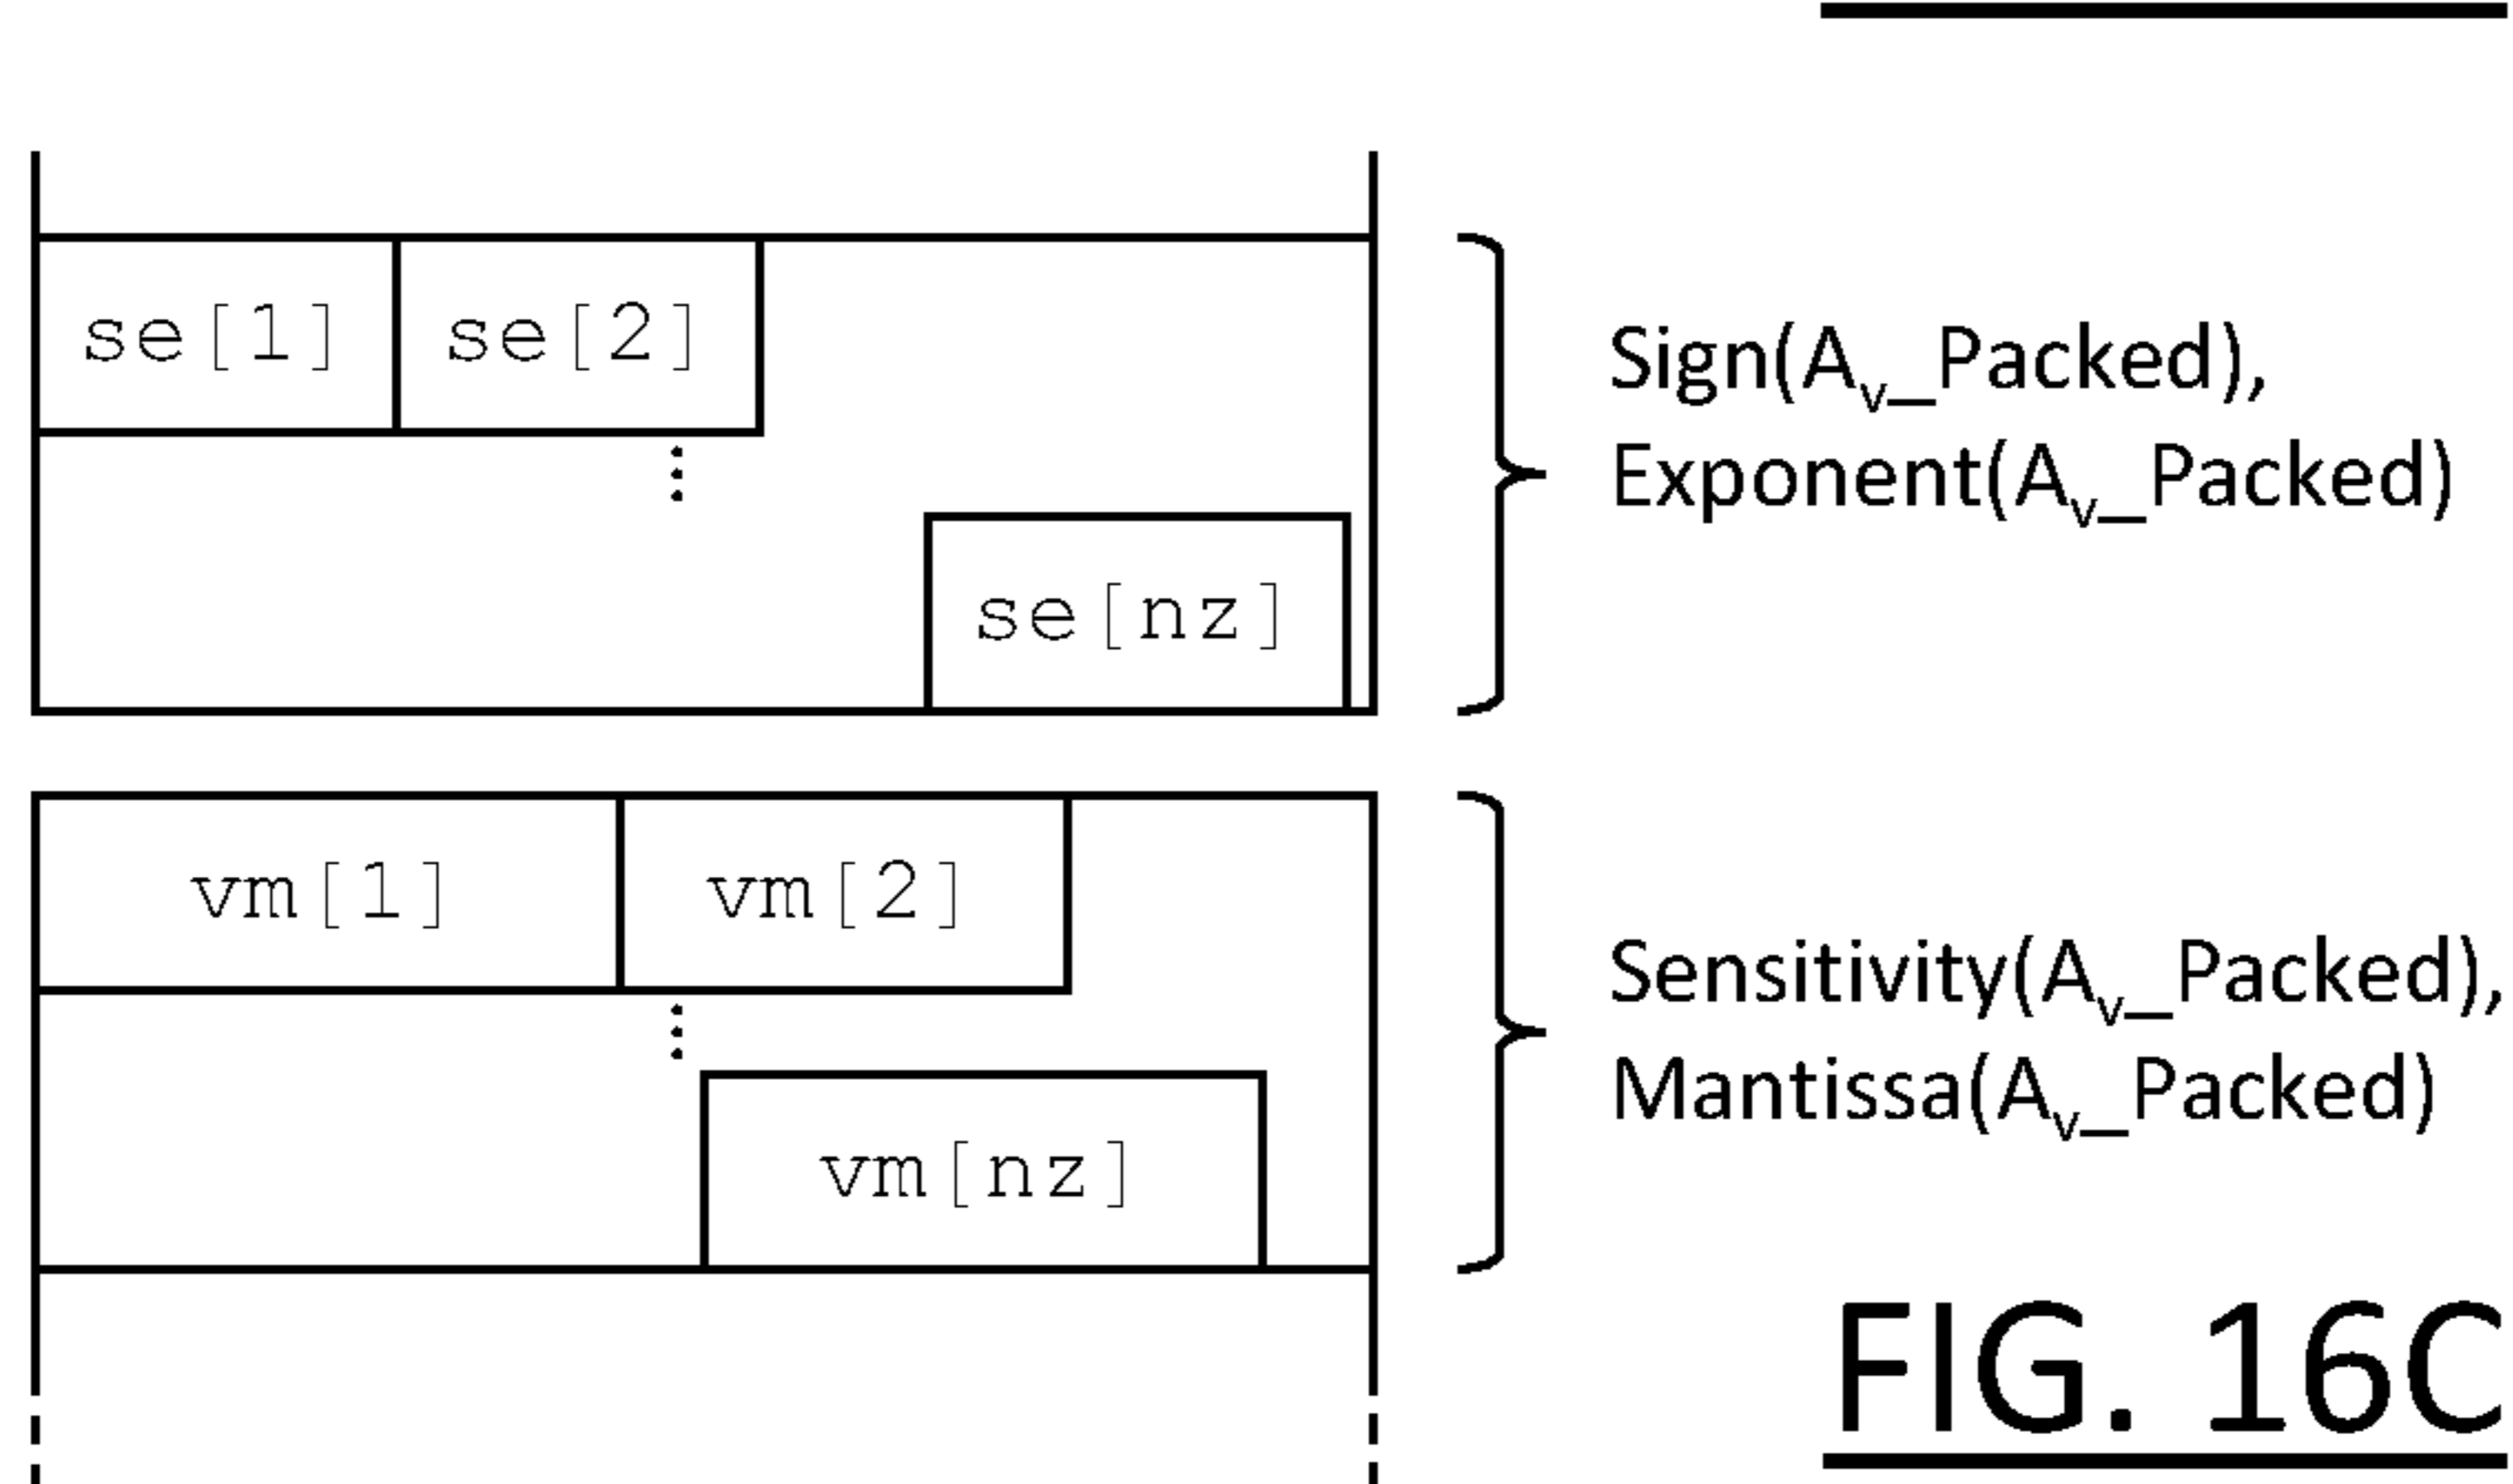 se[1] se[2]
⋮
se[nz]
Sign(Aᵥ_Packed),
Exponent(Aᵥ_Packed)
vm[1] vm[2]
⋮
vm[nz]
Sensitivity(Aᵥ_Packed),
Mantissa(Aᵥ_Packed)
FIG. 16C